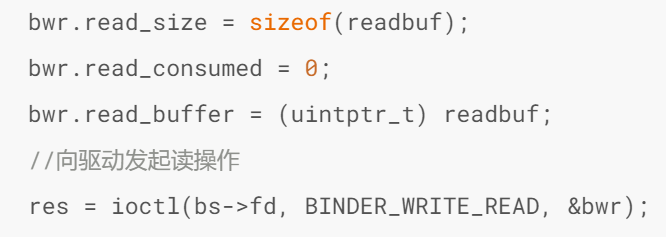 bwr.read_size = sizeof(readbuf);
bwr.read_consumed = 0;
bwr.read_buffer = (uintptr_t) readbuf;
//向驱动发起读操作
res = ioctl(bs->fd, BINDER_WRITE_READ, &bwr);